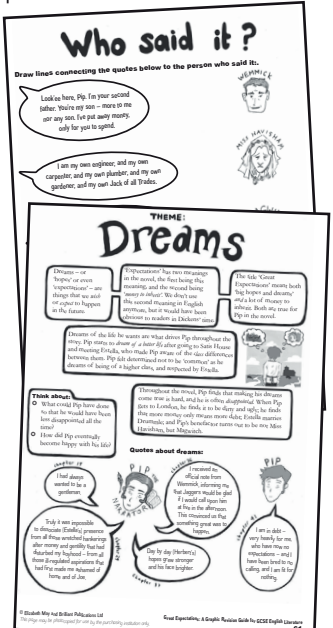 Who said it?
Draw lines connecting the quotes below to the person who said it:
Look'ee here, Pip. I'm your second
father. You're my son – more to me
nor any son. I've put away money,
only for you to spend.
WEMMICK
MISS HAVISHAM
I am my own engineer, and my own
carpenter, and my own plumber, and my own
gardener, and my own Jack of all Trades.
THEME:
Dreams
Dreams – or
'hopes' or even
'expectations' – are
things that we wish
or expect to happen
in the future.
'Expectations' has two meanings
in the novel, the first being this
meaning, and the second being
'money to inherit'. We don't use
this second meaning in English
anymore, but it would have been
obvious to readers in Dickens' time.
The title 'Great
Expectations' means both
'big hopes and dreams'
and a lot of money to
inherit. Both are true for
Pip in the novel.
Dreams of the life he wants are what drives Pip throughout the
story. Pip starts to dream of a better life after going to Satis House
and meeting Estella, who made Pip aware of the class differences
between them. Pip felt determined not to be 'common' as he
dreams of being of a higher class, and respected by Estella.
Think about:
What could Pip have done
so that he would have been
less disappointed all the
time?
How did Pip eventually
become happy with his life?
Throughout the novel, Pip finds that making his dreams
come true is hard, and he is often disappointed. When Pip
gets to London, he finds it to be dirty and ugly; he finds
that more money only means more debt; Estella marries
Drummle; and Pip's benefactor turns out to be not Miss
Havisham, but Magwitch.
Quotes about dreams:
I had always
wanted to be a
gentleman.
PIP
I received an
official note from
Wemmick, informing me
that Jaggers would be glad
if I would call upon him
at five in the afternoon.
This convinced us that
something great was to
happen.
PIP
Truly it was impossible
to dissociate (Estella's) presence
from all those wretched hankerings
after money and gentility that had
disturbed my boyhood – from all
those ill-regulated aspirations that
had first made me ashamed of
home and of Joe.
Day by day (Herbert's)
hopes grew stronger
and his face brighter.
I am in debt –
very heavily for
me, who have now no
expectations – and I
have been bred to no
calling, and I am fit for
nothing.
© Elizabeth May and Brilliant Publications Ltd
This page may be photocopied for use by the purchasing institution only.
Great Expectations: A Graphic Revision Guide for GCSE English Literature